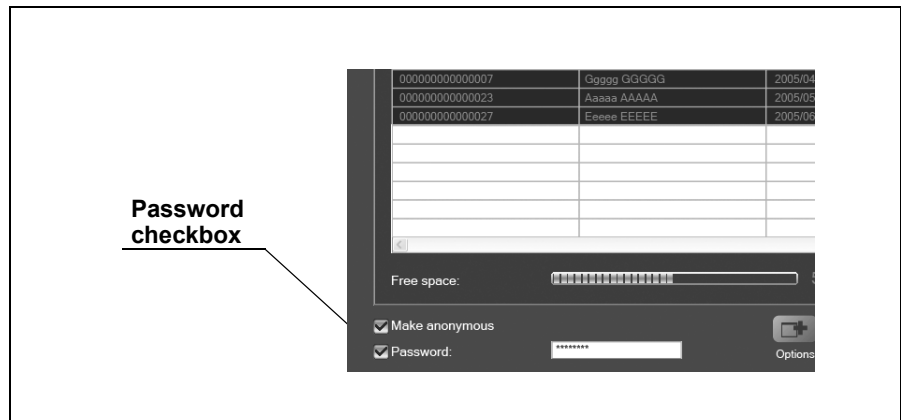 000000000000007 Ggggg GGGGG 2005/04
000000000000023 Aaaaa AAAAA 2005/05
000000000000027 Eeeee EEEEE 2005/06
Password
checkbox
Free space:
Make anonymous
Password: ********
Options